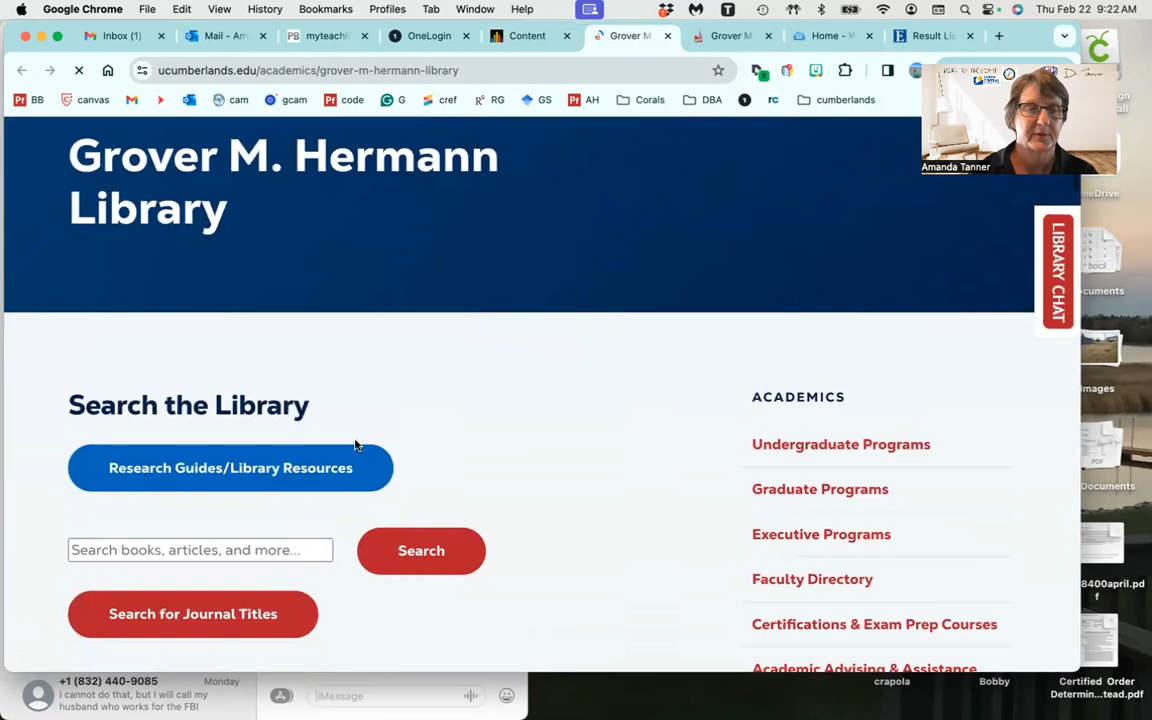 Google Chrome File Edit View History Bookmarks Profiles Tab Window Help T Thu Feb 22 9:22 AM
Inbox (1) Mail - Am PB myteachi OneLogin Content Grover M Grover M Home - W Result Lis
ucumberlands.edu/academics/grover-m-hermann-library
BB canvas cam gcam code G cref RG GS AH Corals DBA rc cumberlands
Grover M. Hermann
Library
Amanda Tanner
LIBRARY CHAT
Search the Library
Research Guides/Library Resources
Search books, articles, and more...
Search
Search for Journal Titles
ACADEMICS
Undergraduate Programs
Graduate Programs
Executive Programs
Faculty Directory
Certifications & Exam Prep Courses
Academic Advising & Assistance
neDrive
ocuments
mages
PDF
Documents
8400april.pd
f
crapola
Bobby
Certified Order
Determin...tead.pdf
+1 (832) 440-9085 Monday
I cannot do that, but I will call my
husband who works for the FBI
iMessage